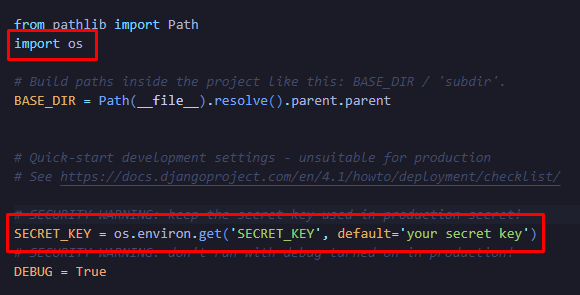 from pathlib import Path
import os
# Build paths inside the project like this: BASE_DIR / 'subdir'.
BASE_DIR = Path(__file__).resolve().parent.parent
# Quick-start development settings - unsuitable for production
# See https://docs.djangoproject.com/en/4.1/howto/deployment/checklist/
# SECURITY WARNING: keep the secret key used in production secret!
SECRET_KEY = os.environ.get('SECRET_KEY', default='your secret key')
# SECURITY WARNING: don't run with debug turned on in production!
DEBUG = True